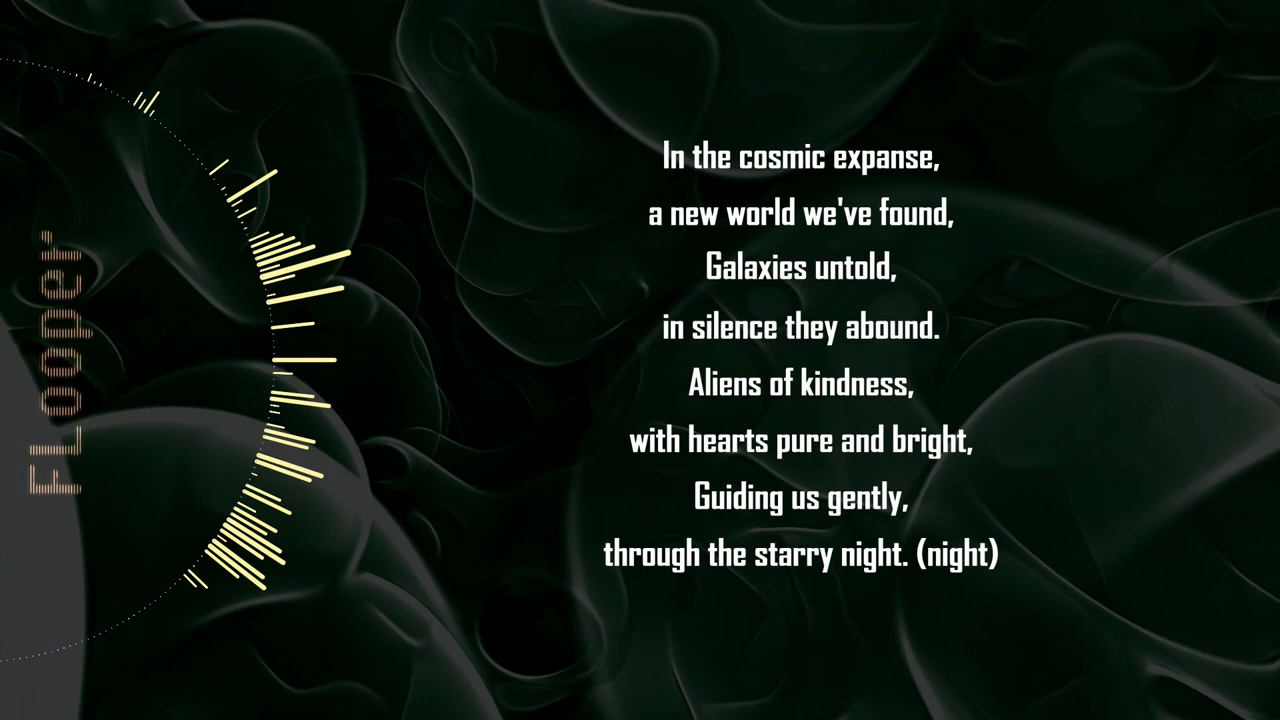 FLooper
In the cosmic expanse,
a new world we've found,
Galaxies untold,
in silence they abound.
Aliens of kindness,
with hearts pure and bright,
Guiding us gently,
through the starry night. (night)